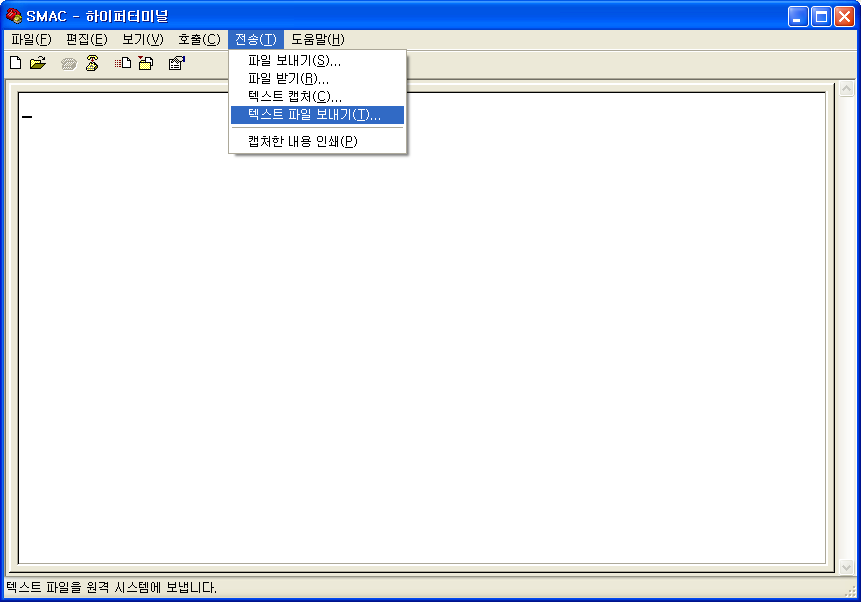 SMAC - 하이퍼터미널
파일(F) 편집(E) 보기(V) 호출(C) 전송(T) 도움말(H)
파일 보내기(S)...
파일 받기(R)...
텍스트 캡처(C)...
텍스트 파일 보내기(T)...
캡처한 내용 인쇄(P)
텍스트 파일을 원격 시스템에 보냅니다.